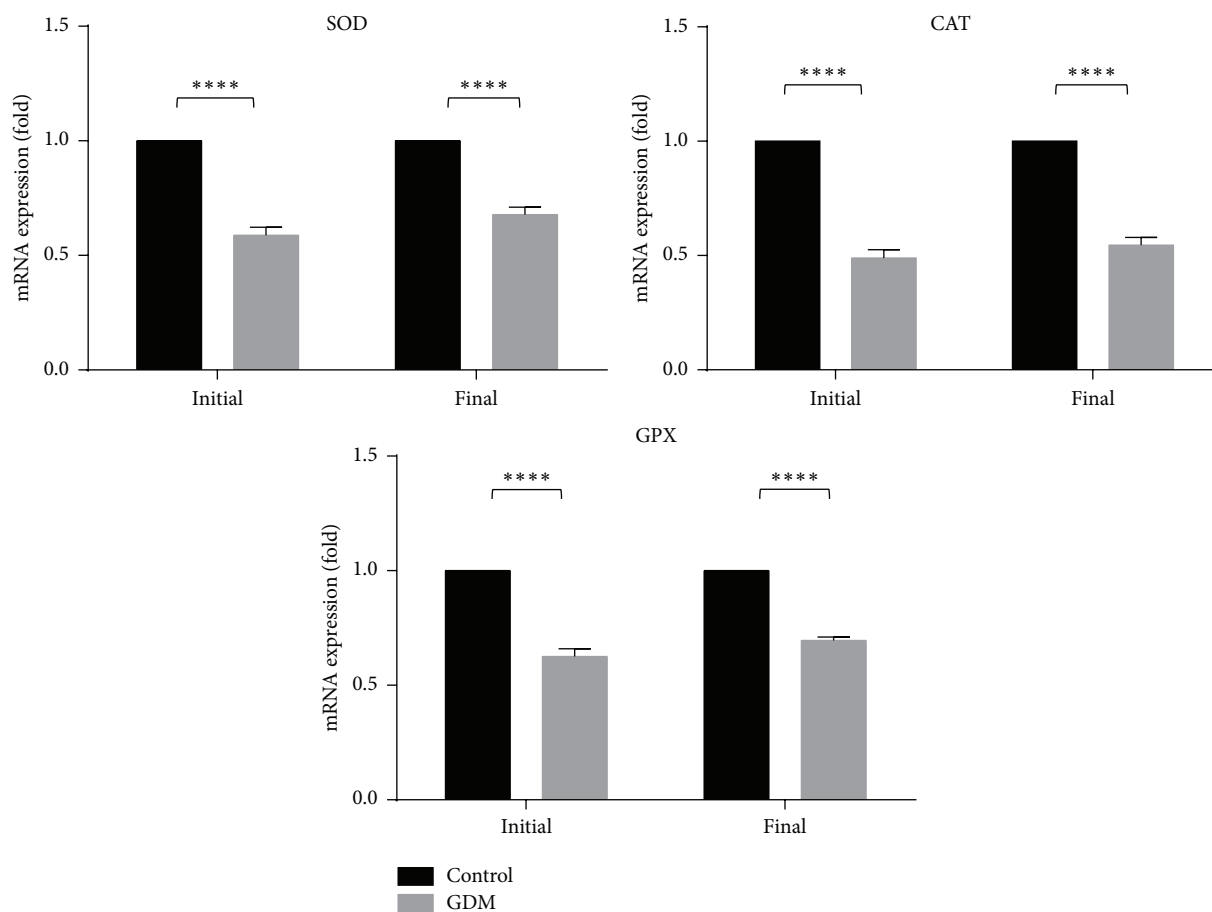 SOD
mRNA expression (fold)
1.5
1.0
0.5
0.0
****
****
Initial
Final
CAT
mRNA expression (fold)
1.5
1.0
0.5
0.0
****
****
Initial
Final
GPX
mRNA expression (fold)
1.5
1.0
0.5
0.0
****
****
Initial
Final
Control
GDM